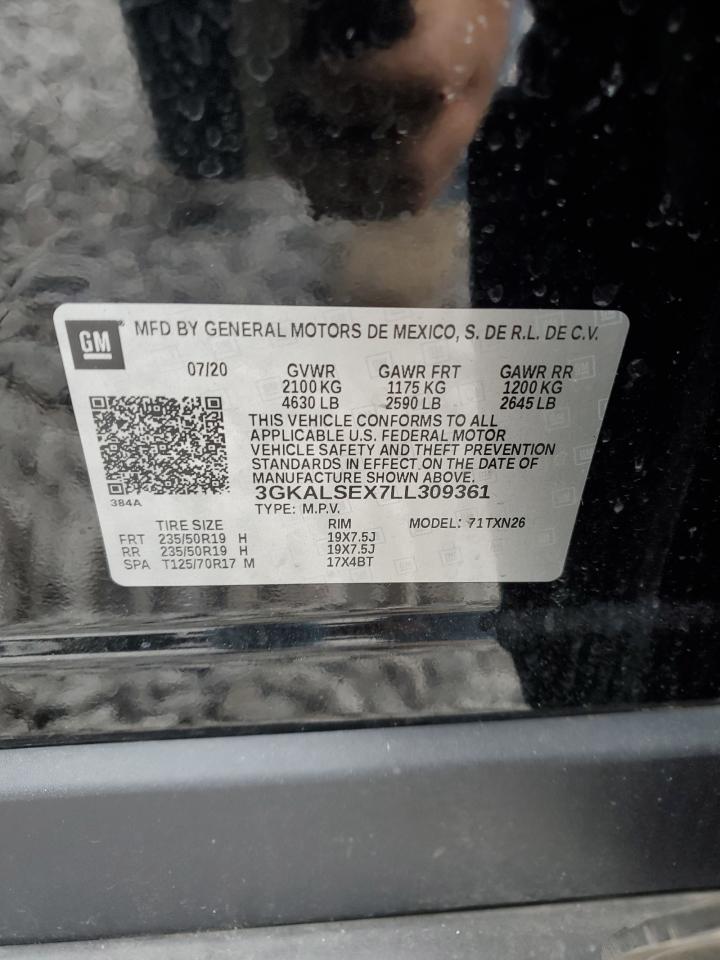 GM MFD BY GENERAL MOTORS DE MEXICO, S. DE R.L. DE C.V.
07/20 GVWR GAWR FRT GAWR RR
2100 KG 1175 KG 1200 KG
4630 LB 2590 LB 2645 LB
THIS VEHICLE CONFORMS TO ALL
APPLICABLE U.S. FEDERAL MOTOR
VEHICLE SAFETY AND THEFT PREVENTION
STANDARDS IN EFFECT ON THE DATE OF
MANUFACTURE SHOWN ABOVE.
384A
3GKALSEX7LL309361
TYPE: M.P.V.
TIRE SIZE RIM MODEL: 71TXN26
FRT 235/50R19 H 19X7.5J
RR 235/50R19 H 19X7.5J
SPA T125/70R17 M 17X4BT